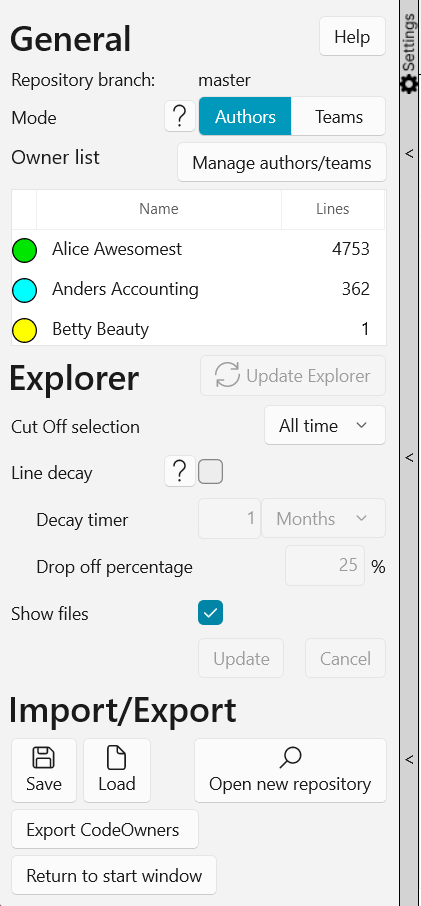 General
Help
Settings
Repository branch: master
Mode ? Authors Teams
Owner list Manage authors/teams
<
Name Lines
Alice Awesomest 4753
Anders Accounting 362
Betty Beauty 1
Explorer Update Explorer
Cut Off selection All time
Line decay ?
<
Decay timer 1 Months
Drop off percentage 25 %
Show files
Update Cancel
Import/Export
<
Save Load Open new repository
Export CodeOwners
Return to start window